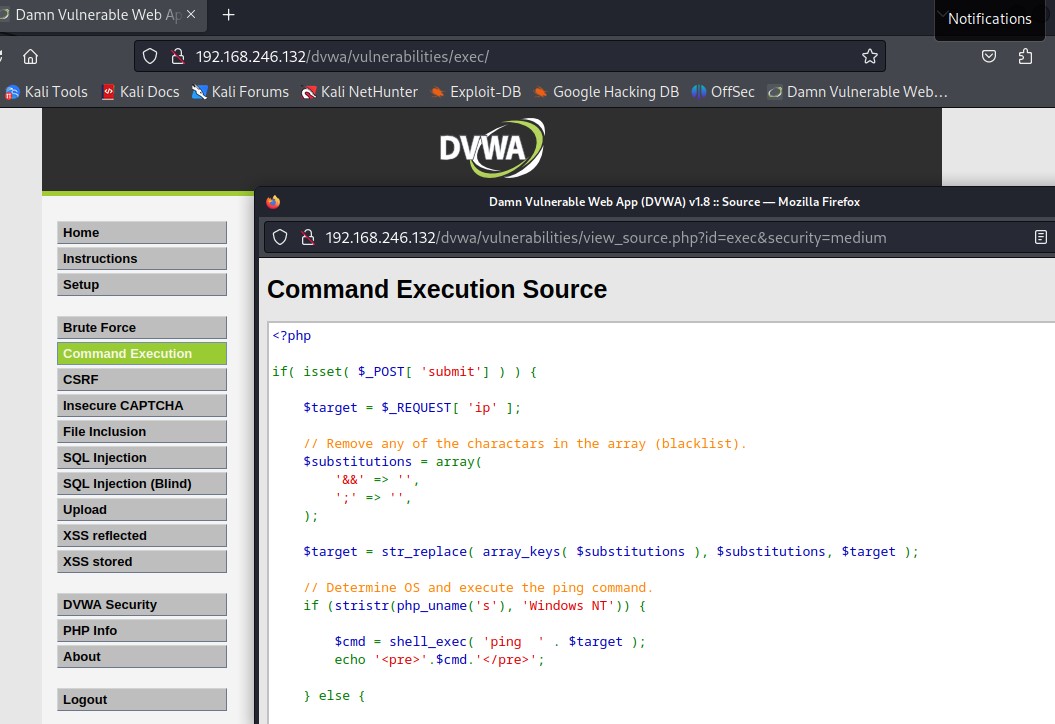 Damn Vulnerable Web Ap
Notifications
192.168.246.132/dvwa/vulnerabilities/exec/
Kali Tools Kali Docs Kali Forums Kali NetHunter Exploit-DB Google Hacking DB OffSec Damn Vulnerable Web…
DVWA
Damn Vulnerable Web App (DVWA) v1.8 :: Source — Mozilla Firefox
192.168.246.132/dvwa/vulnerabilities/view_source.php?id=exec&security=medium
Home
Instructions
Setup
Brute Force
Command Execution
CSRF
Insecure CAPTCHA
File Inclusion
SQL Injection
SQL Injection (Blind)
Upload
XSS reflected
XSS stored
DVWA Security
PHP Info
About
Logout
Command Execution Source
<?php
if( isset( $_POST[ 'submit'] ) ) {
$target = $_REQUEST[ 'ip' ];
// Remove any of the charactars in the array (blacklist).
$substitutions = array(
'&&' => '',
';' => '',
);
$target = str_replace( array_keys( $substitutions ), $substitutions, $target );
// Determine OS and execute the ping command.
if (stristr(php_uname('s'), 'Windows NT')) {
$cmd = shell_exec( 'ping  ' . $target );
echo '<pre>'.$cmd.'</pre>';
} else {